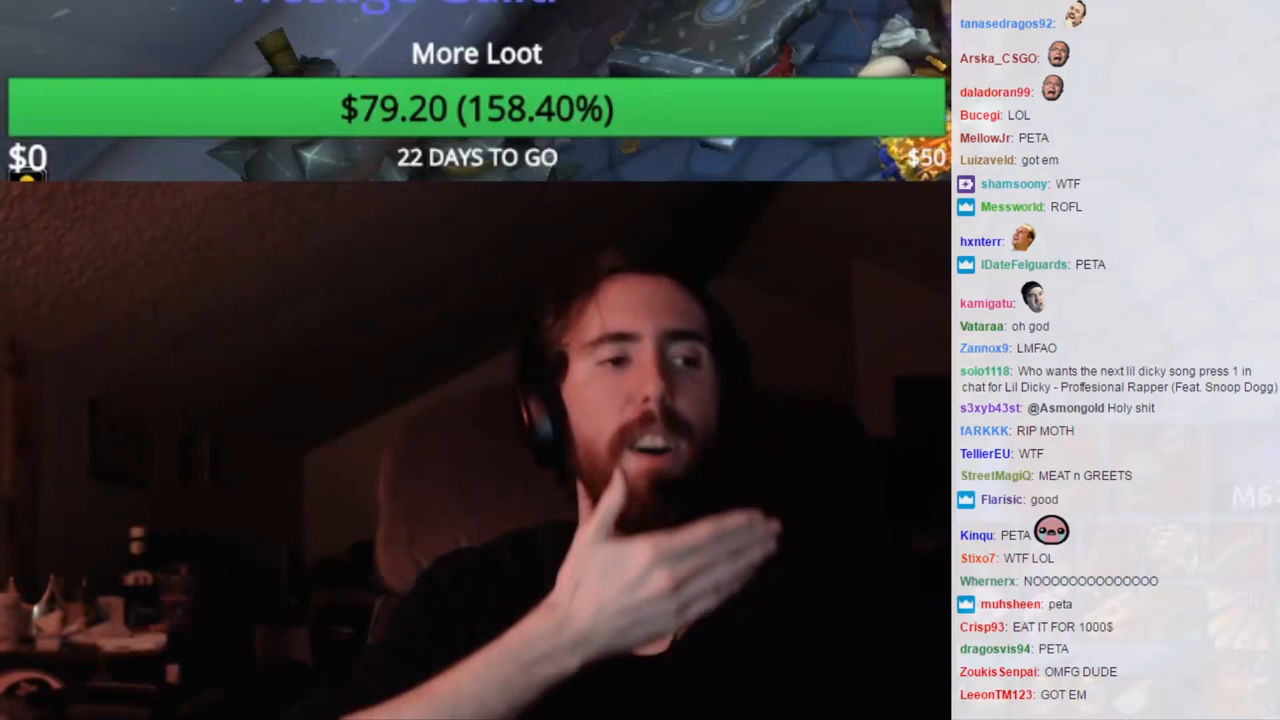 Prestige Guild
More Loot
$79.20 (158.40%)
$0
22 DAYS TO GO
$50
tanasedragos92:
Arska_CSGO:
daladoran99:
Bucegi: LOL
MellowJr: PETA
Luizaveld: got em
shamsoony: WTF
Messworld: ROFL
hxnterr:
IDateFelguards: PETA
kamigatu:
Vataraa: oh god
Zannox9: LMFAO
solo1118: Who wants the next lil dicky song press 1 in
chat for Lil Dicky - Proffesional Rapper (Feat. Snoop Dogg)
s3xyb43st: @Asmongold Holy shit
fARKKK: RIP MOTH
TellierEU: WTF
StreetMagiQ: MEAT n GREETS
Flarisic: good
Kinqu: PETA
Stixo7: WTF LOL
Whernerx: NOOOOOOOOOOOOOO
muhsheen: peta
Crisp93: EAT IT FOR 1000$
dragosvis94: PETA
ZoukisSenpai: OMFG DUDE
LeeonTM123: GOT EM